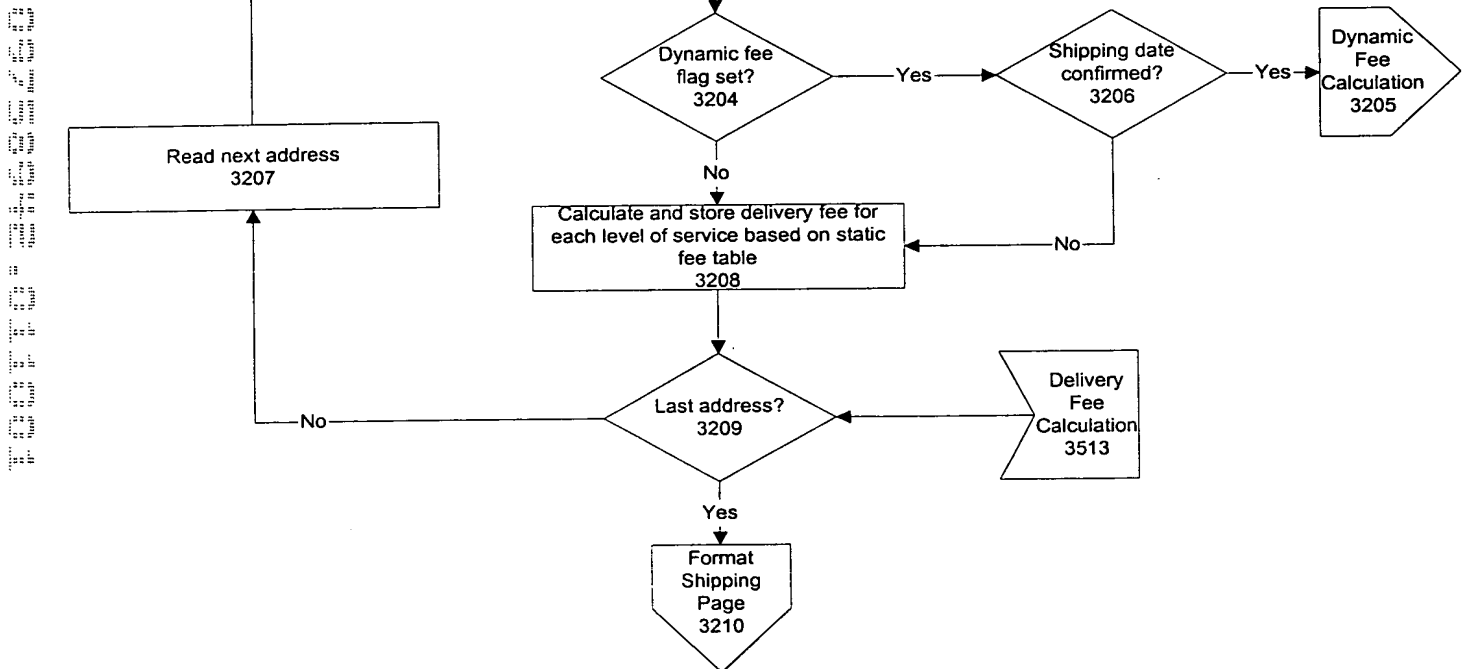 Dynamic fee
flag set?
3204
Yes
Shipping date
confirmed?
3206
Yes
Dynamic
Fee
Calculation
3205
Read next address
3207
No
Calculate and store delivery fee for
each level of service based on static
fee table
3208
No
Last address?
3209
No
Delivery
Fee
Calculation
3513
Yes
Format
Shipping
Page
3210